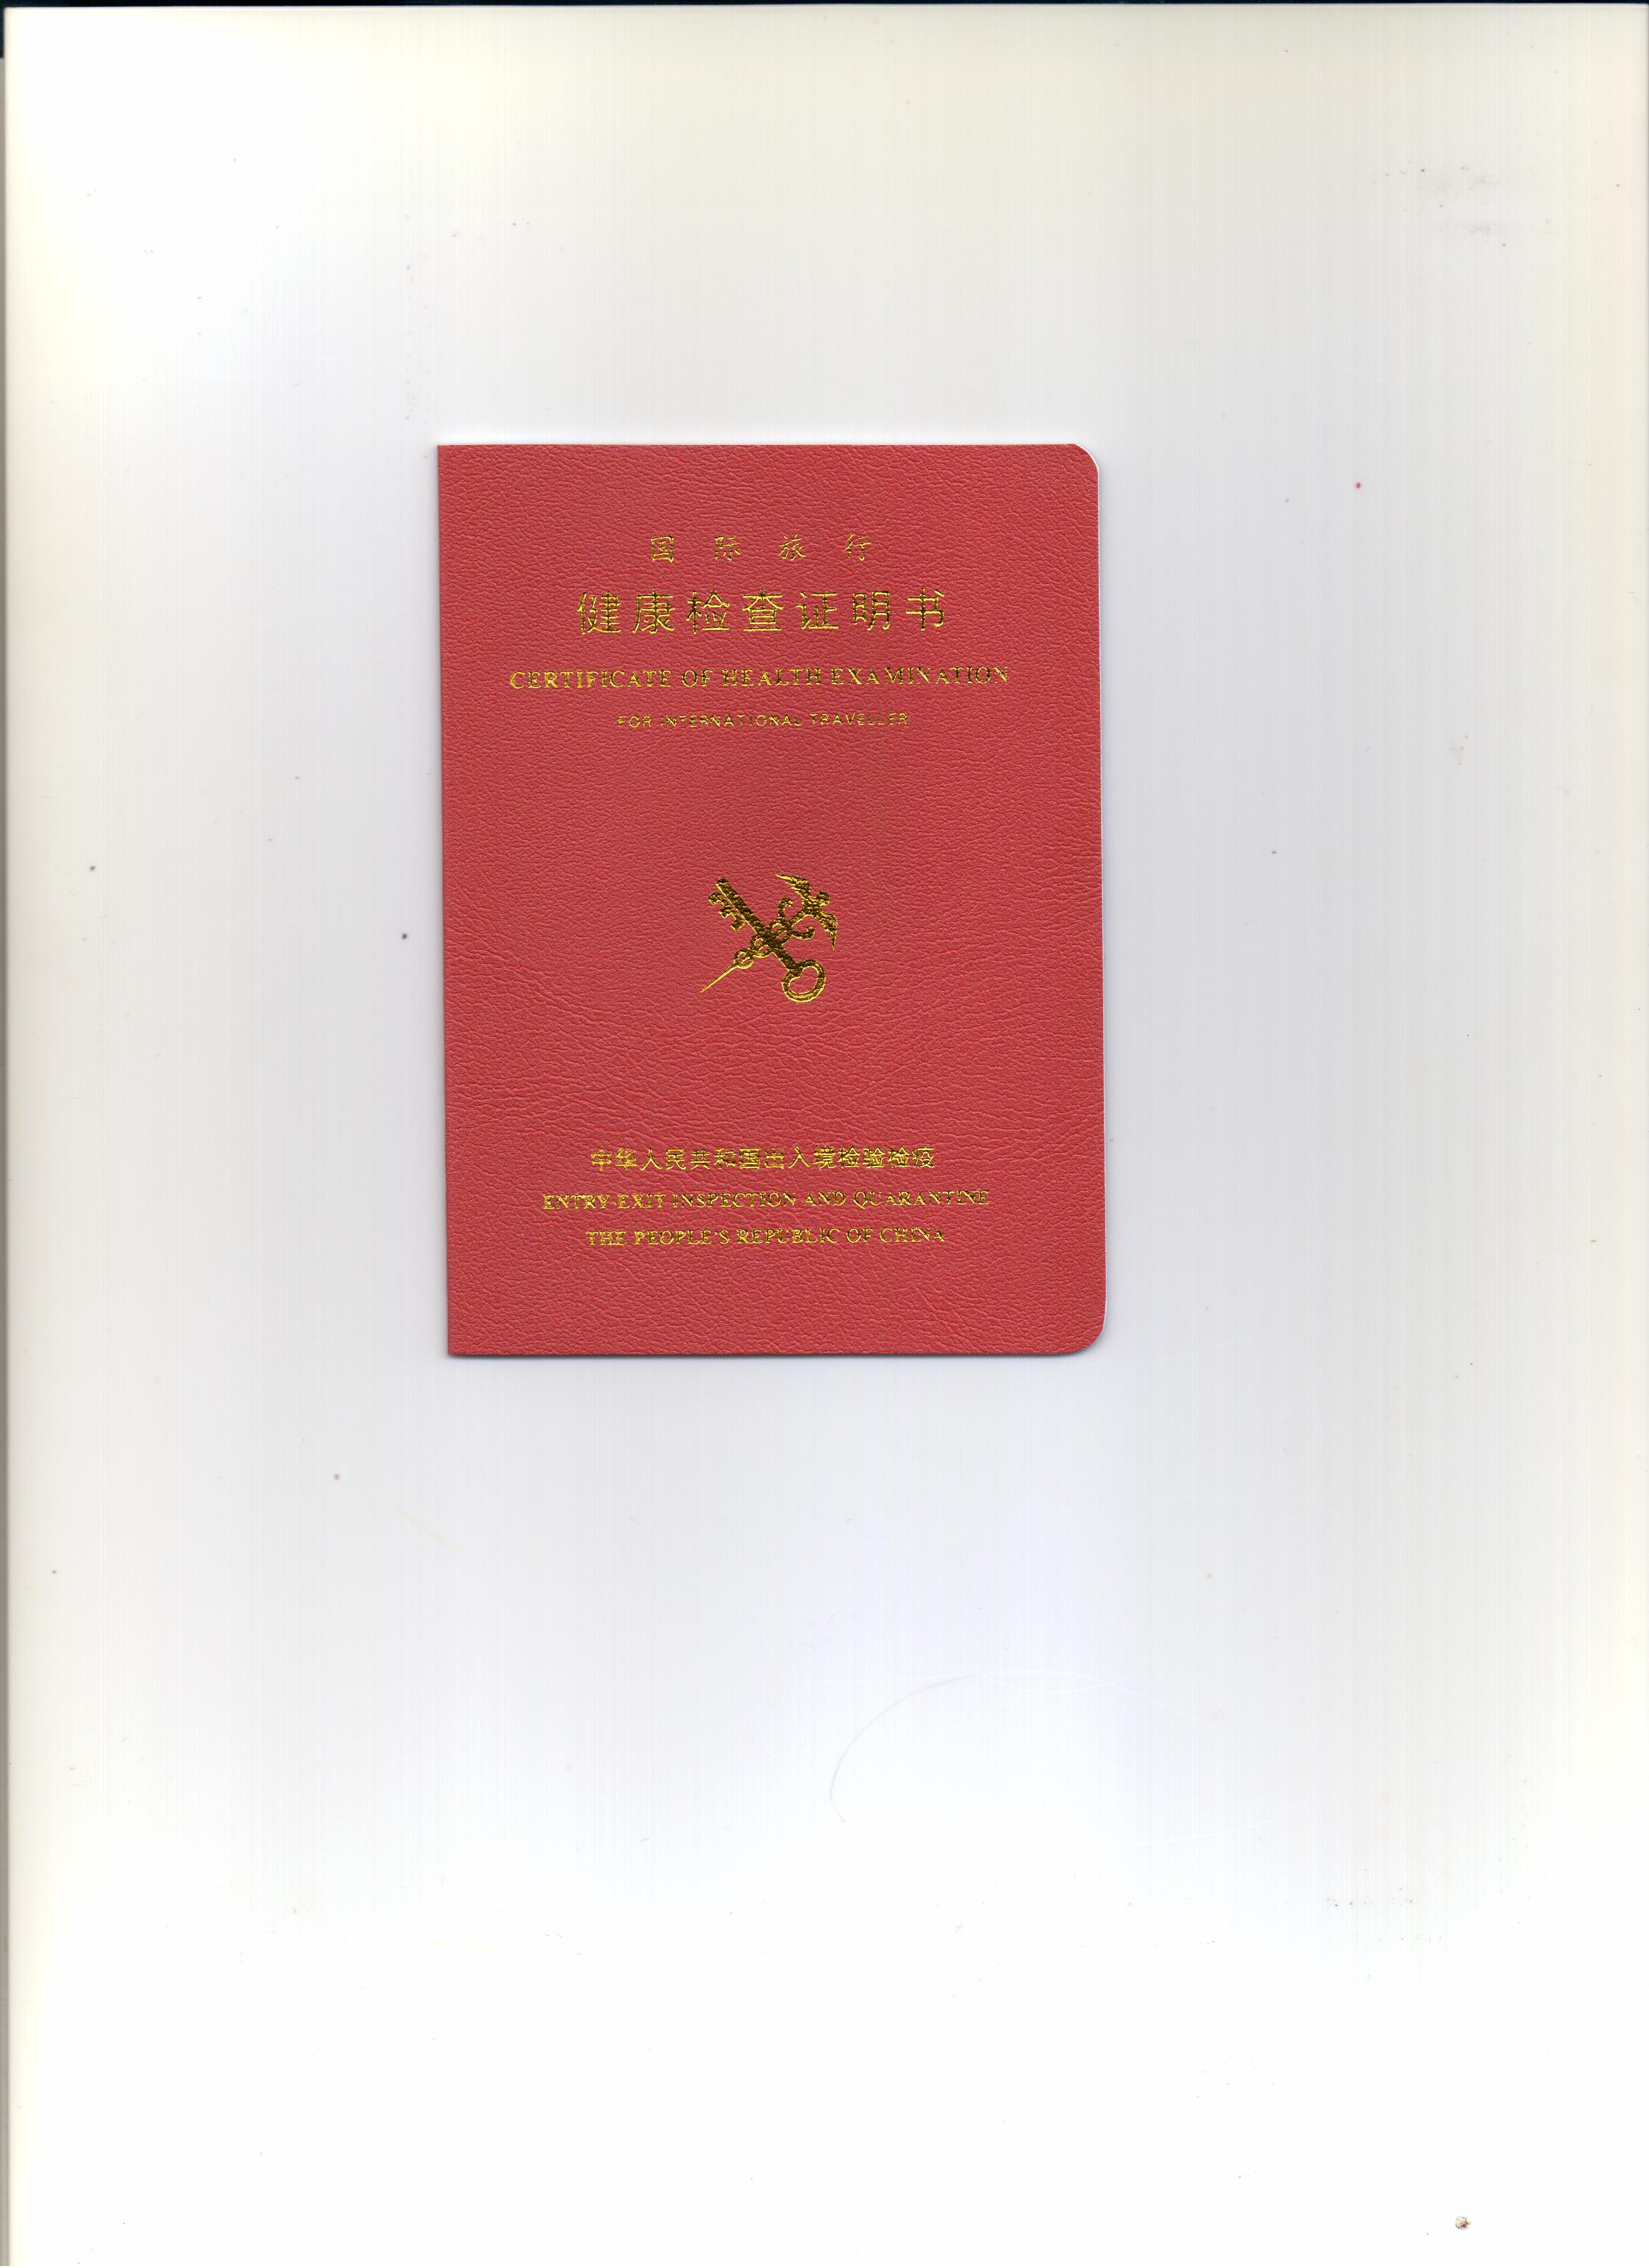 国际旅行
健康检查证明书
CERTIFICATE OF HEALTH EXAMINATION
FOR INTERNATIONAL TRAVELLER
中华人民共和国出入境检验检疫
ENTRY-EXIT INSPECTION AND QUARANTINE
THE PEOPLE'S REPUBLIC OF CHINA